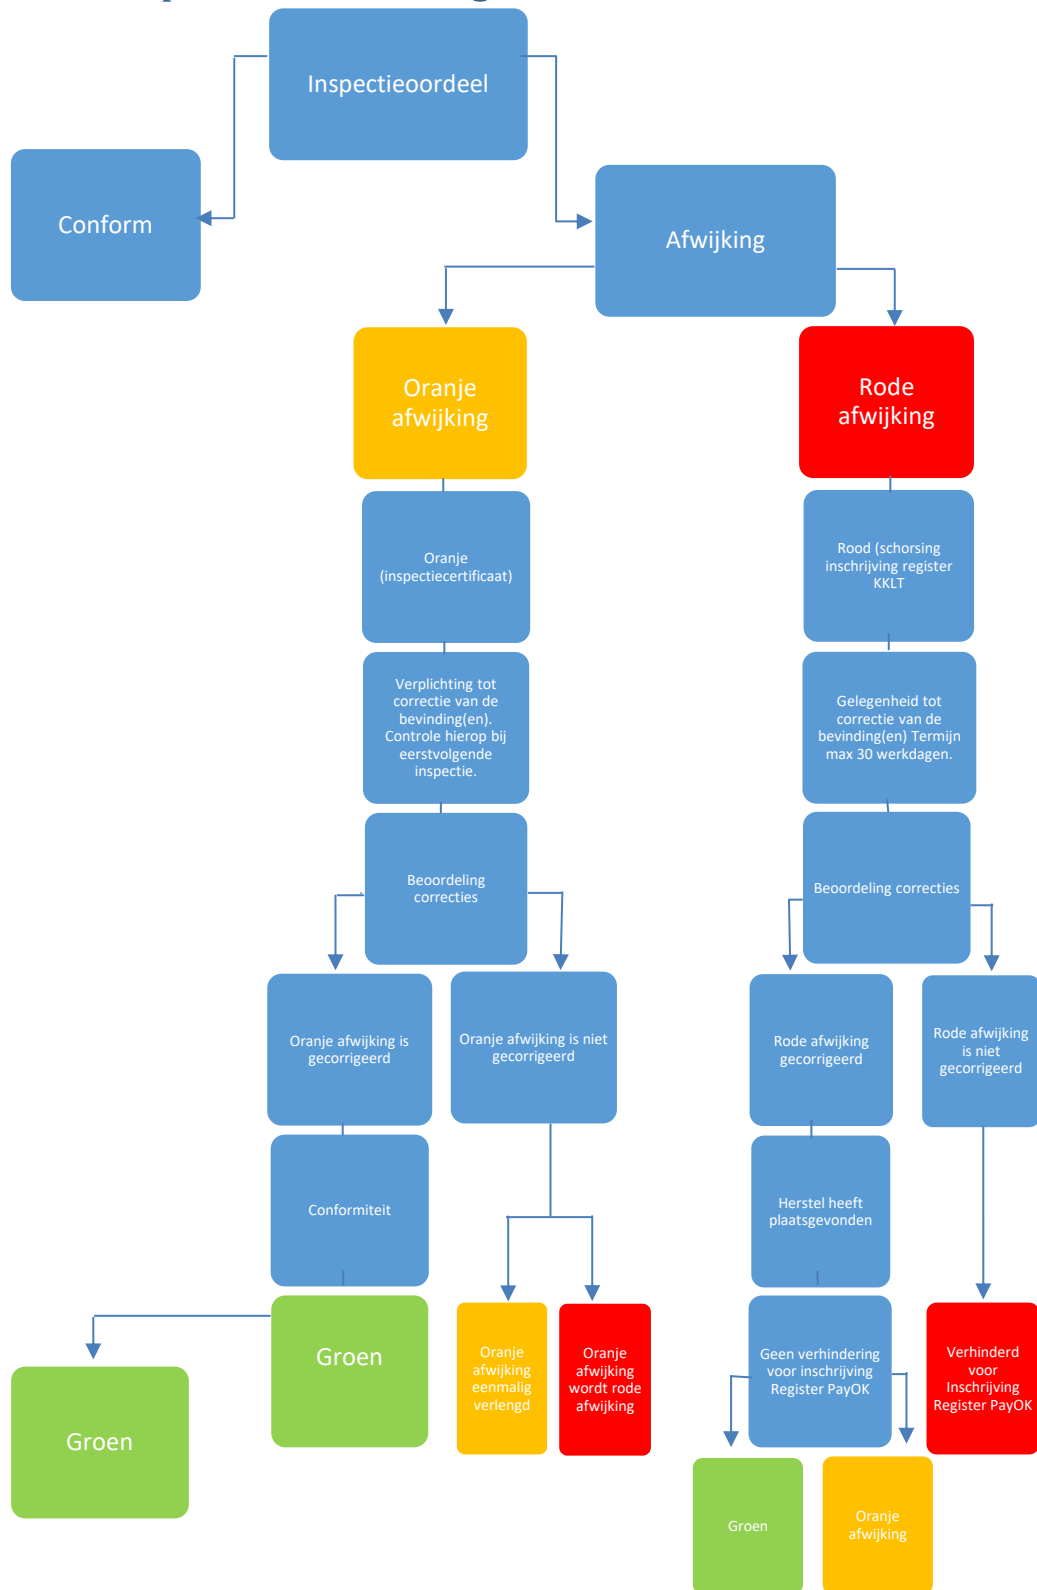 Inspectieoordeel
Conform
Afwijking
Oranje
afwijking
Rode
afwijking
Oranje
(inspectiecertificaat)
Rood (schorsing
inschrijving register
KKLT
Verplichting tot
correctie van de
bevinding(en).
Controle hierop bij
eerstvolgende
inspectie.
Gelegenheid tot
correctie van de
bevinding(en) Termijn
max 30 werkdagen.
Beoordeling
correcties
Beoordeling correcties
Oranje afwijking is
gecorrigeerd
Oranje afwijking is niet
gecorrigeerd
Rode afwijking
gecorrigeerd
Rode afwijking
is niet
gecorrigeerd
Conformiteit
Herstel heeft
plaatsgevonden
Groen
Groen
Oranje
afwijking
eenmalig
verlengd
Oranje
afwijking
wordt rode
afwijking
Geen verhindering
voor inschrijving
Register PayOK
Verhinderd
voor
Inschrijving
Register PayOK
Groen
Oranje
afwijking